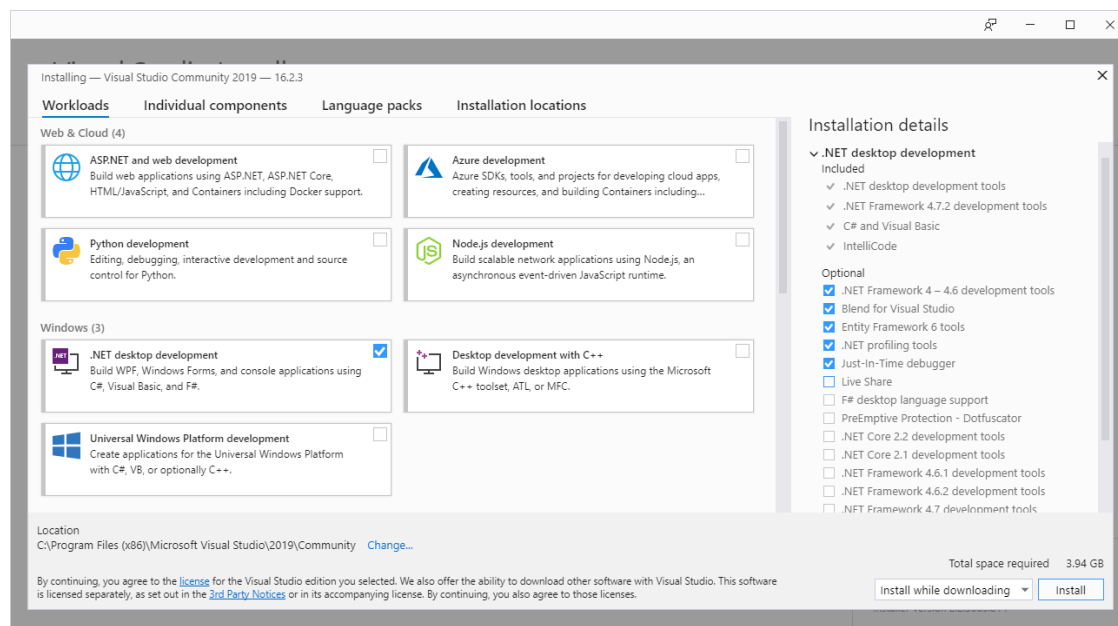 Installing — Visual Studio Community 2019 — 16.2.3
Workloads
Individual components
Language packs
Installation locations
Web & Cloud (4)
ASP.NET and web development
Build web applications using ASP.NET, ASP.NET Core,
HTML/JavaScript, and Containers including Docker support.
Azure development
Azure SDKs, tools, and projects for developing cloud apps,
creating resources, and building Containers including...
Python development
Editing, debugging, interactive development and source
control for Python.
Node.js development
Build scalable network applications using Node.js, an
asynchronous event-driven JavaScript runtime.
Windows (3)
.NET
.NET desktop development
Build WPF, Windows Forms, and console applications using
C#, Visual Basic, and F#.
Desktop development with C++
Build Windows desktop applications using the Microsoft
C++ toolset, ATL, or MFC.
Universal Windows Platform development
Create applications for the Universal Windows Platform
with C#, VB, or optionally C++.
Installation details
.NET desktop development
Included
.NET desktop development tools
.NET Framework 4.7.2 development tools
C# and Visual Basic
IntelliCode
Optional
.NET Framework 4 – 4.6 development tools
Blend for Visual Studio
Entity Framework 6 tools
.NET profiling tools
Just-In-Time debugger
Live Share
F# desktop language support
PreEmptive Protection - Dotfuscator
.NET Core 2.2 development tools
.NET Core 2.1 development tools
.NET Framework 4.6.1 development tools
.NET Framework 4.6.2 development tools
.NET Framework 4.7 development tools
Location
C:\Program Files (x86)\Microsoft Visual Studio\2019\Community Change...
Total space required 3.94 GB
By continuing, you agree to the license for the Visual Studio edition you selected. We also offer the ability to download other software with Visual Studio. This software
is licensed separately, as set out in the 3rd Party Notices or in its accompanying license. By continuing, you also agree to those licenses.
Install while downloading
Install